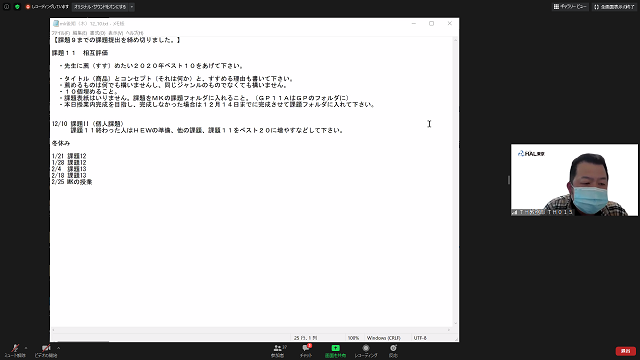 レコーディングしています
オリジナル サウンドをオンにする
ギャラリー ビュー
全画面表示の終了
ファイル(F) 編集(E) 書式(O) 表示(V) ヘルプ(H)
【課題９までの課題提出を締め切りました。】
課題１１　相互評価
・先生に薦（すす）めたい２０２０年ベスト１０をあげて下さい。
・タイトル（商品）とコンセプト（それは何か）と、すすめる理由も書いて下さい。
・薦めるものは何でも構いませんし、同じジャンルのものでなくても構いません。
・１０個埋めること。
・課題表紙はいりません。課題をＭＫの課題フォルダに入れること。（ＧＰ１１ＡはＧＰのフォルダに）
・本日授業内完成を目指し、完成しなかった場合は１２月１４日までに完成させて課題フォルダに入れて下さい。
12/10 課題11（個人課題）
課題１１終わった人はＨＥＷの準備、他の課題、課題１１をベスト２０に増やすなどして下さい。
冬休み
1/21 課題12
1/28 課題12
2/4 課題13
2/18 課題13
2/25 MKの授業
HAL東京
25 行、1 列
100%
Windows (CRLF)
UTF-8
ミュート解除
ビデオの開始
参加者
チャット
画面を共有
レコーディング
反応
退出